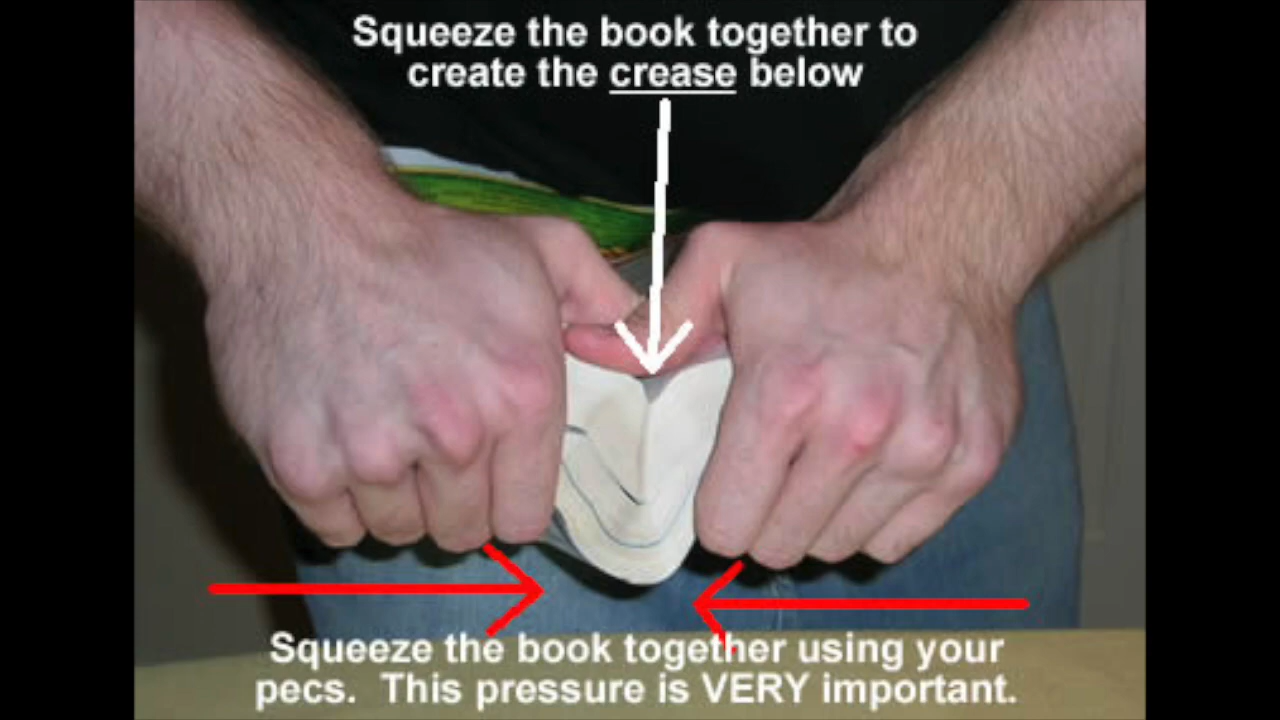 Squeeze the book together to
create the crease below
Squeeze the book together using your
pecs.  This pressure is VERY important.